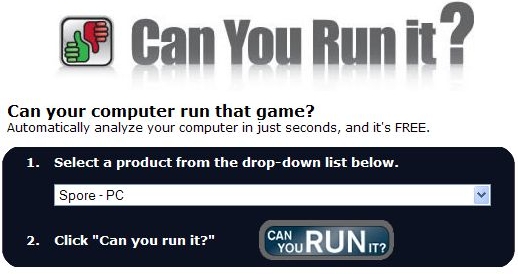 Can You Run it?
Can your computer run that game?
Automatically analyze your computer in just seconds, and it's FREE.
1. Select a product from the drop-down list below.
Spore - PC
2. Click "Can you run it?"
CAN YOU RUN IT?